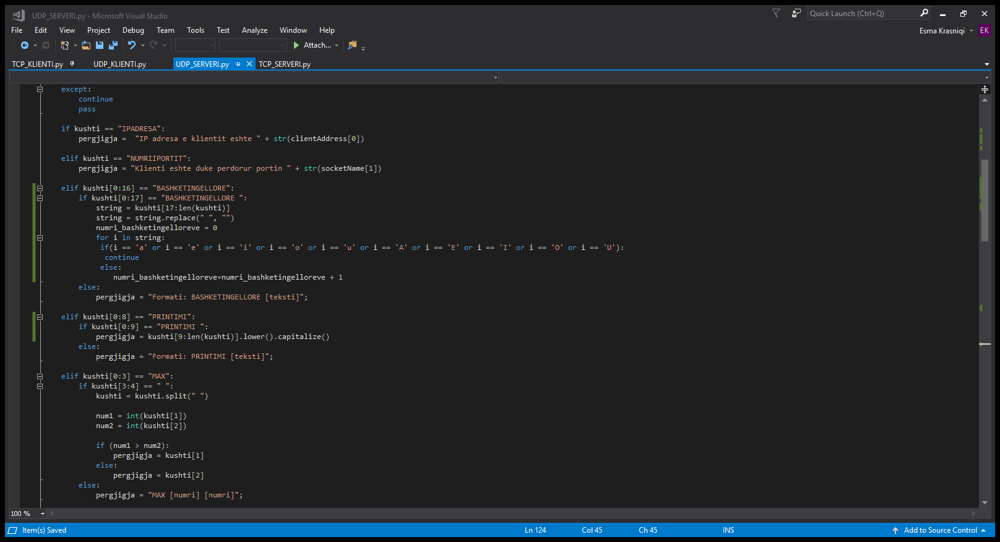 UDP_SERVERI.py - Microsoft Visual Studio
Quick Launch (Ctrl+Q)
File Edit View Project Debug Team Tools Test Analyze Window Help
Esma Krasniqi EK
Attach...
TCP_KLIENTI.py UDP_KLIENTI.py UDP_SERVERI.py TCP_SERVERI.py
except:
continue
pass
if kushti == "IPADRESA":
pergjigja =  "IP adresa e klientit eshte " + str(clientAddress[0])
elif kushti == "NUMRIIPORTIT":
pergjigja = "Klienti eshte duke perdorur portin " + str(socketName[1])
elif kushti[0:16] == "BASHKETINGELLORE":
if kushti[0:17] == "BASHKETINGELLORE ":
string = kushti[17:len(kushti)]
string = string.replace(" ", "")
numri_bashketingelloreve = 0
for i in string:
if(i == 'a' or i == 'e' or i == 'i' or i == 'o' or i == 'u' or i == 'A' or i == 'E' or i == 'I' or i == 'O' or i == 'U'):
continue
else:
numri_bashketingelloreve=numri_bashketingelloreve + 1
else:
pergjigja = "Formati: BASHKETINGELLORE [teksti]";
elif kushti[0:8] == "PRINTIMI":
if kushti[0:9] == "PRINTIMI ":
pergjigja = kushti[9:len(kushti)].lower().capitalize()
else:
pergjigja = "Formati: PRINTIMI [teksti]";
elif kushti[0:3] == "MAX":
if kushti[3:4] == " ":
kushti = kushti.split(" ")
num1 = int(kushti[1])
num2 = int(kushti[2])
if (num1 > num2):
pergjigja = kushti[1]
else:
pergjigja = kushti[2]
else:
pergjigja = "MAX [numri] [numri]";
100 %
Item(s) Saved Ln 124 Col 45 Ch 45 INS Add to Source Control